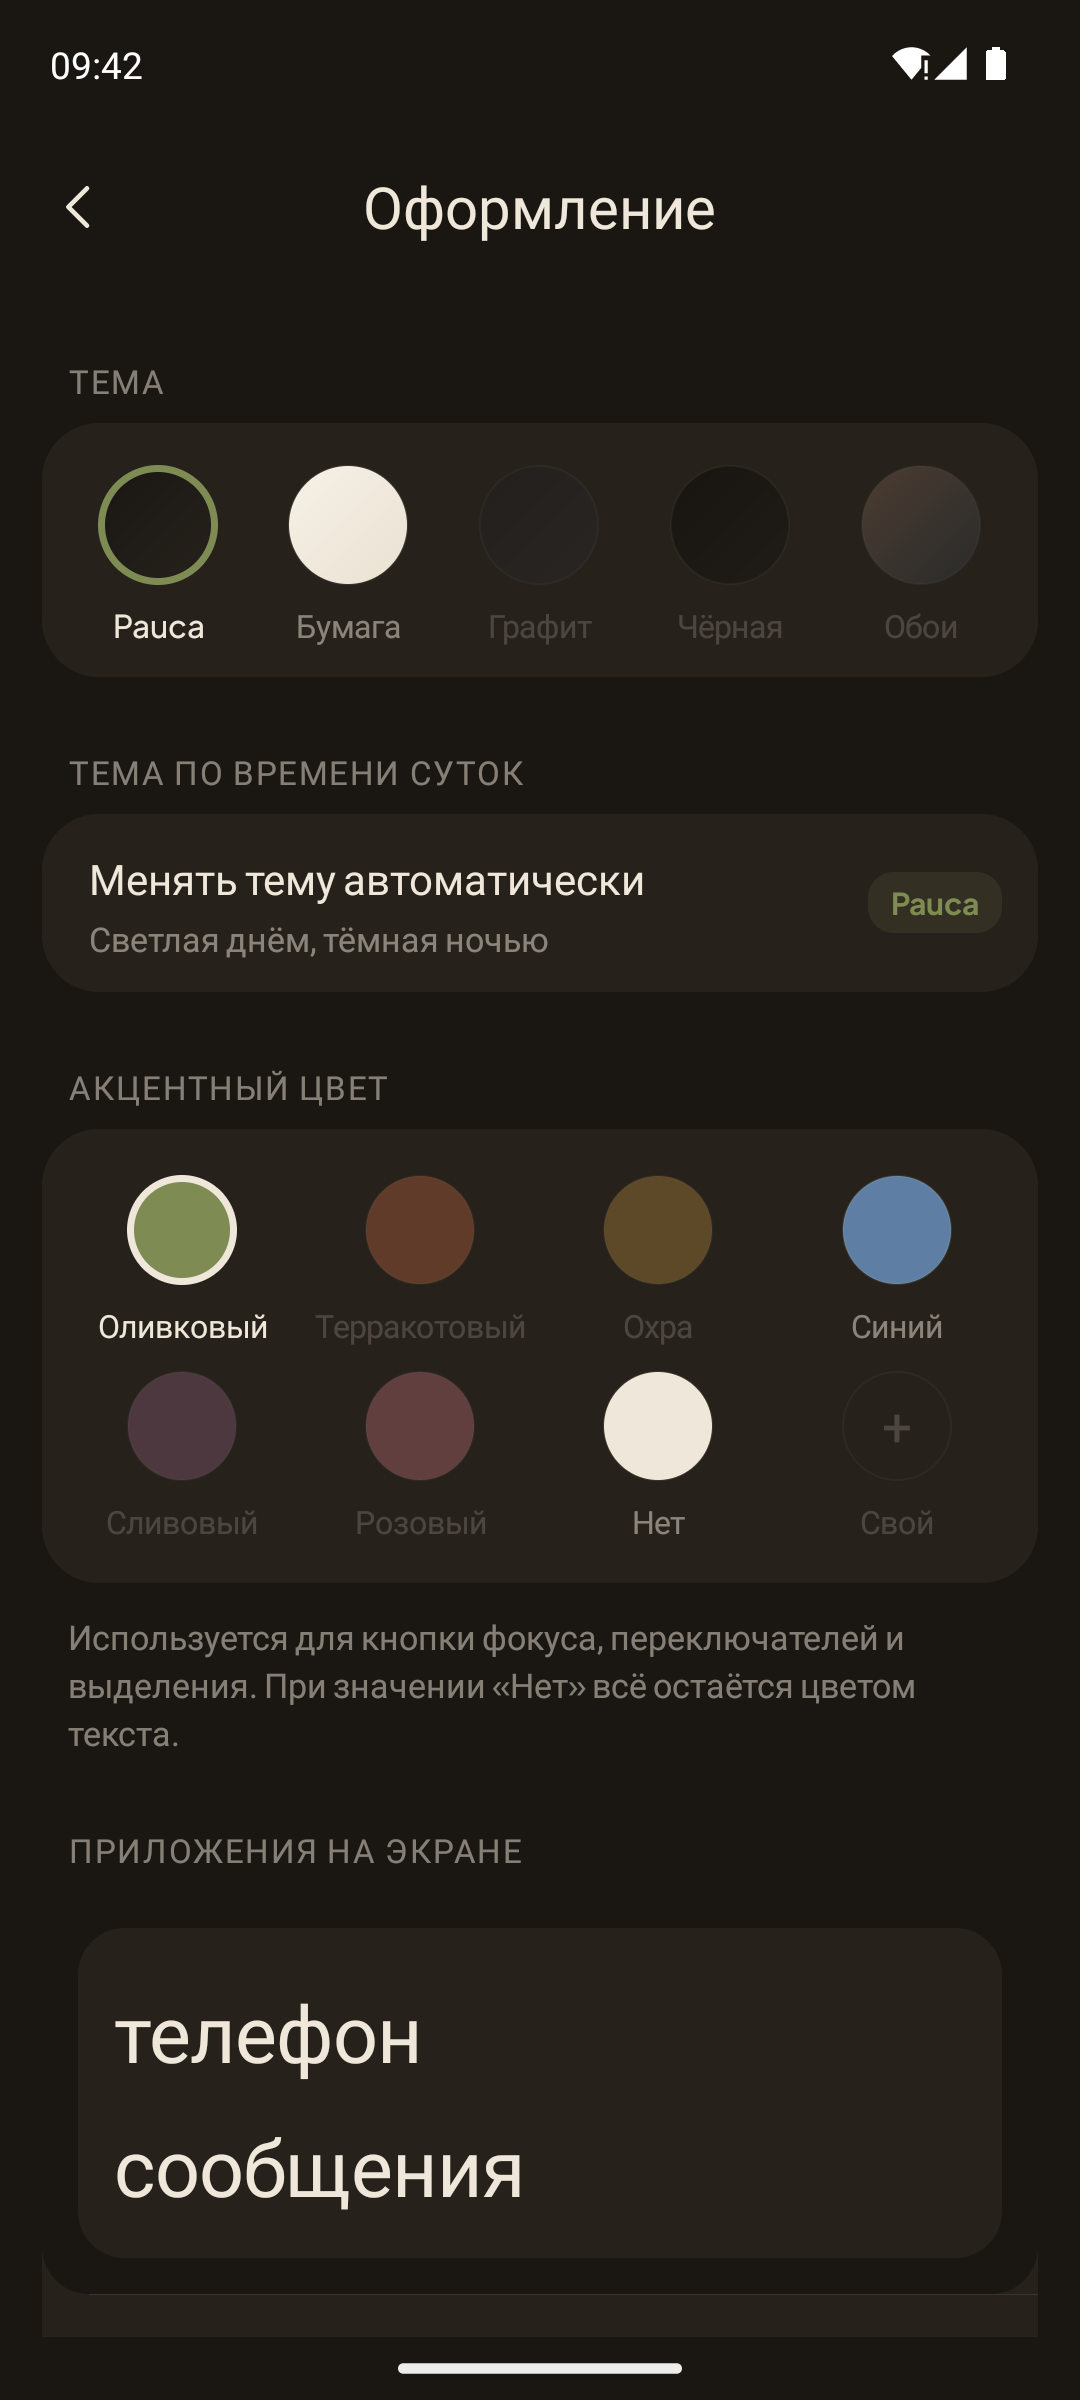 09:42
Оформление
ТЕМА
Pauca
Бумага
Графит
Чёрная
Обои
ТЕМА ПО ВРЕМЕНИ СУТОК
Менять тему автоматически
Светлая днём, тёмная ночью
Pauca
АКЦЕНТНЫЙ ЦВЕТ
Оливковый
Терракотовый
Охра
Синий
+
Сливовый
Розовый
Нет
Свой
Используется для кнопки фокуса, переключателей и
выделения. При значении «Нет» всё остаётся цветом
текста.
ПРИЛОЖЕНИЯ НА ЭКРАНЕ
телефон
сообщения